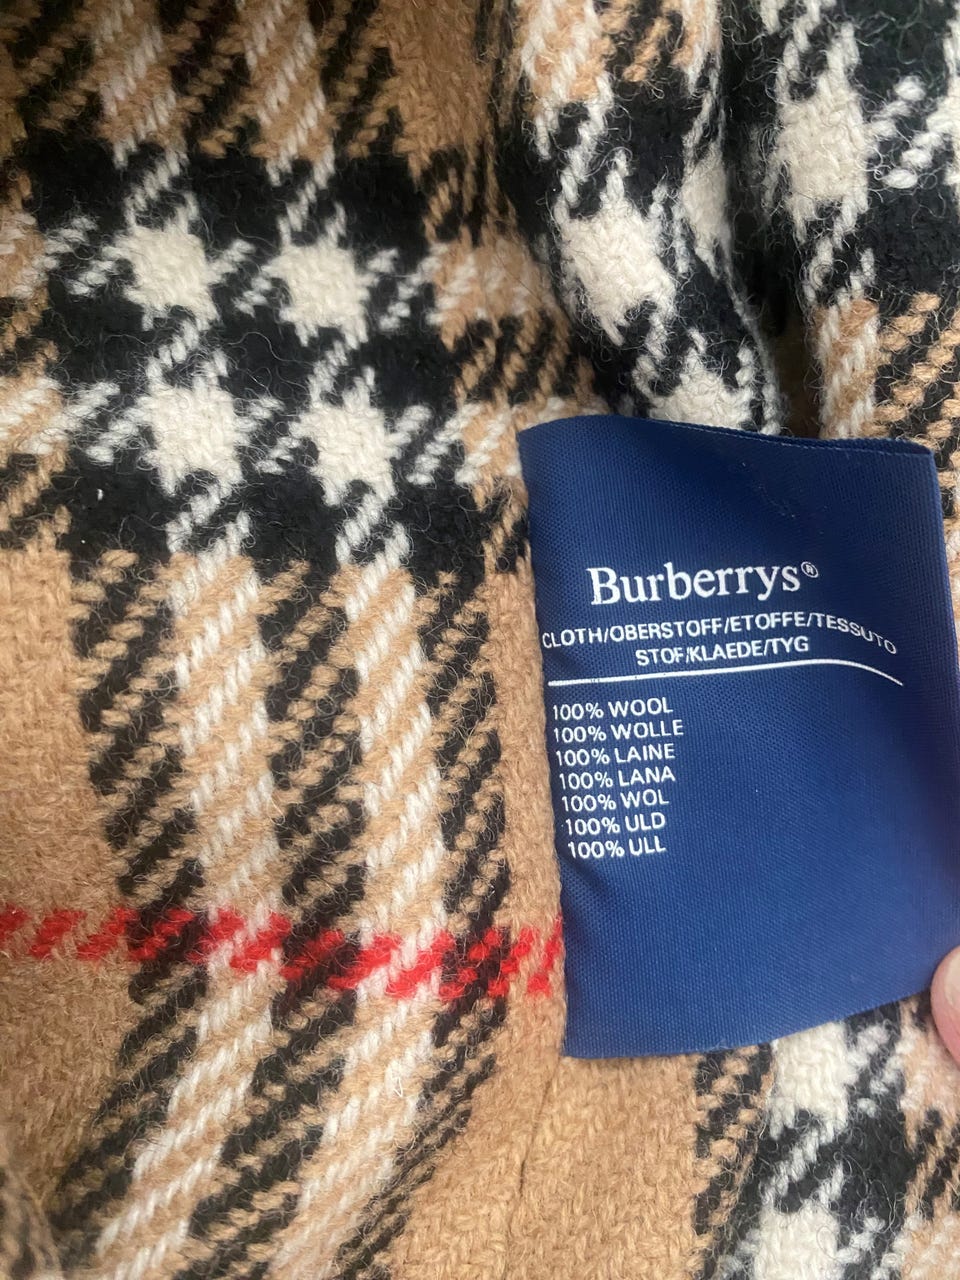 Burberrys®
CLOTH/OBERSTOFF/ETOFFE/TESSUTO
STOF/KLAEDE/TYG
100% WOOL
100% WOLLE
100% LAINE
100% LANA
100% WOL
100% ULD
100% ULL